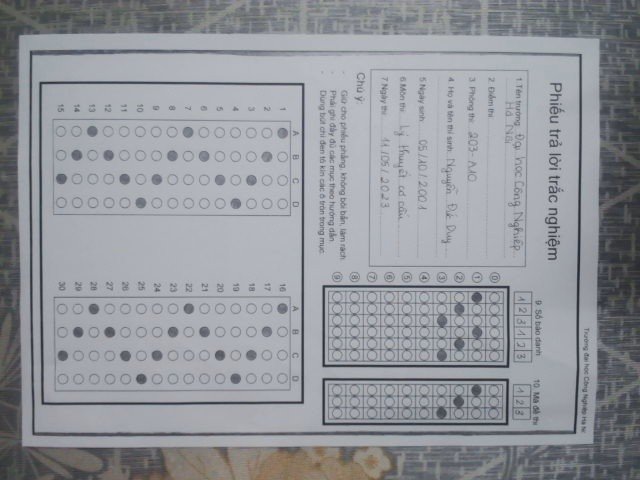 Trường đại học Công Nghiệp Hà Nội
Phiếu trả lời trắc nghiệm
9. Số báo danh
10. Mã đề thi
1 2 3 1 2 3
1 2 3
1.Tên trường: Đại học Công Nghiệp
Hà Nội
2. Điểm thi:
3. Phòng thi: 203-A10
4. Họ và tên thí sinh: Nguyễn Đức Duy
5.Ngày sinh: 05/10/2001
6.Môn thi: Lý thuyết cơ cấu
7.Ngày thi: 11/05/2023
0
1
2
3
4
5
6
7
8
9
Chú ý:
- Giữ cho phiếu phẳng, không bôi bẩn, làm rách.
- Phải ghi đầy đủ các mục theo hướng dẫn.
- Dùng bút chì đen tô kín các ô tròn trong mục.
A B C D
1
2
3
4
5
6
7
8
9
10
11
12
13
14
15
A B C D
16
17
18
19
20
21
22
23
24
25
26
27
28
29
30